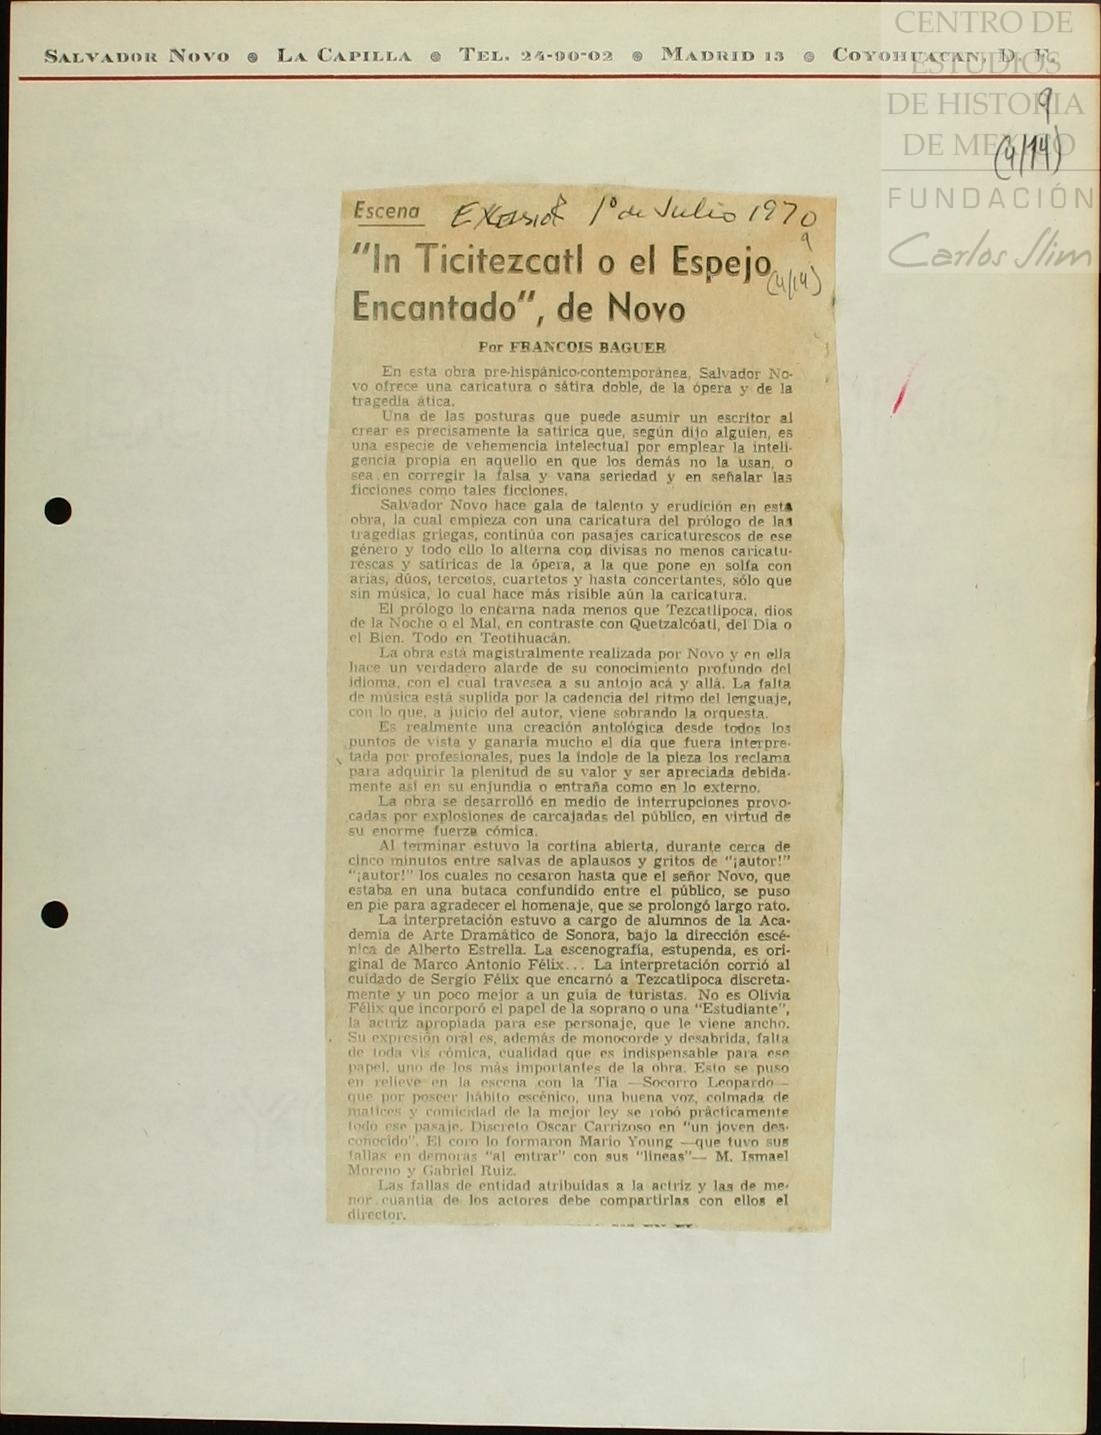 SALVADOR NOVO ● LA CAPILLA ● TEL. 24-90-02 ● MADRID 13 ● COYOHUACAN, D. F.
CENTRO DE
ESTUDIOS
DE HISTORIA
DE MEXICO
FUNDACIÓN
Carlos Slim
9
(4/14)
Escena Excelsior 1º de Julio 1970
9
(4/14)
"In Ticitezcatl o el Espejo
Encantado", de Novo
Por FRANCOIS BAGUER
En esta obra pre-hispánico-contemporánea, Salvador No-
vo ofrece una caricatura o sátira doble, de la ópera y de la
tragedia ática.
Una de las posturas que puede asumir un escritor al
crear es precisamente la satírica que, según dijo alguien, es
una especie de vehemencia intelectual por emplear la inteli-
gencia propia en aquello en que los demás no la usan, o
sea en corregir la falsa y vana seriedad y en señalar las
ficciones como tales ficciones.
Salvador Novo hace gala de talento y erudición en esta
obra, la cual empieza con una caricatura del prólogo de las
tragedias griegas, continúa con pasajes caricaturescos de ese
género y todo ello lo alterna con divisas no menos caricatu-
rescas y satíricas de la ópera, a la que pone en solfa con
arias, dúos, tercetos, cuartetos y hasta concertantes, sólo que
sin música, lo cual hace más risible aún la caricatura.
El prólogo lo encarna nada menos que Tezcatlipoca, dios
de la Noche o el Mal, en contraste con Quetzalcóatl, del Día o
el Bien. Todo en Teotihuacán.
La obra está magistralmente realizada por Novo y en ella
hace un verdadero alarde de su conocimiento profundo del
idioma, con el cual travesea a su antojo acá y allá. La falta
de música está suplida por la cadencia del ritmo del lenguaje,
con lo que, a juicio del autor, viene sobrando la orquesta.
Es realmente una creación antológica desde todos los
puntos de vista y ganaría mucho el día que fuera interpre-
tada por profesionales, pues la índole de la pieza los reclama
para adquirir la plenitud de su valor y ser apreciada debida-
mente así en su enjundia o entraña como en lo externo.
La obra se desarrolló en medio de interrupciones provo-
cadas por explosiones de carcajadas del público, en virtud de
su enorme fuerza cómica.
Al terminar estuvo la cortina abierta, durante cerca de
cinco minutos entre salvas de aplausos y gritos de "¡autor!"
"¡autor!" los cuales no cesaron hasta que el señor Novo, que
estaba en una butaca confundido entre el público, se puso
en pie para agradecer el homenaje, que se prolongó largo rato.
La interpretación estuvo a cargo de alumnos de la Aca-
demia de Arte Dramático de Sonora, bajo la dirección escé-
nica de Alberto Estrella. La escenografía, estupenda, es ori-
ginal de Marco Antonio Félix... La interpretación corrió al
cuidado de Sergio Félix que encarnó a Tezcatlipoca discreta-
mente y un poco mejor a un guía de turistas. No es Olivia
Félix que incorporó el papel de la soprano o una "Estudiante",
la actriz apropiada para ese personaje, que le viene ancho.
Su expresión oral es, además de monocorde y desabrida, falta
de toda vis cómica, cualidad que es indispensable para ese
papel, uno de los más importantes de la obra. Esto se puso
en relieve en la escena con la Tía —Socorro Leopardo—
que por poseer hábito escénico, una buena voz, colmada de
matices y comicidad de la mejor ley se robó prácticamente
todo ese pasaje. Discreto Oscar Carrizoso en "un joven des-
conocido". El coro lo formaron Mario Young —que tuvo sus
fallas en demoras "al entrar" con sus "líneas"— M. Ismael
Moreno y Gabriel Ruiz.
Las fallas de entidad atribuidas a la actriz y las de me-
nor cuantía de los actores debe compartirlas con ellos el
director.